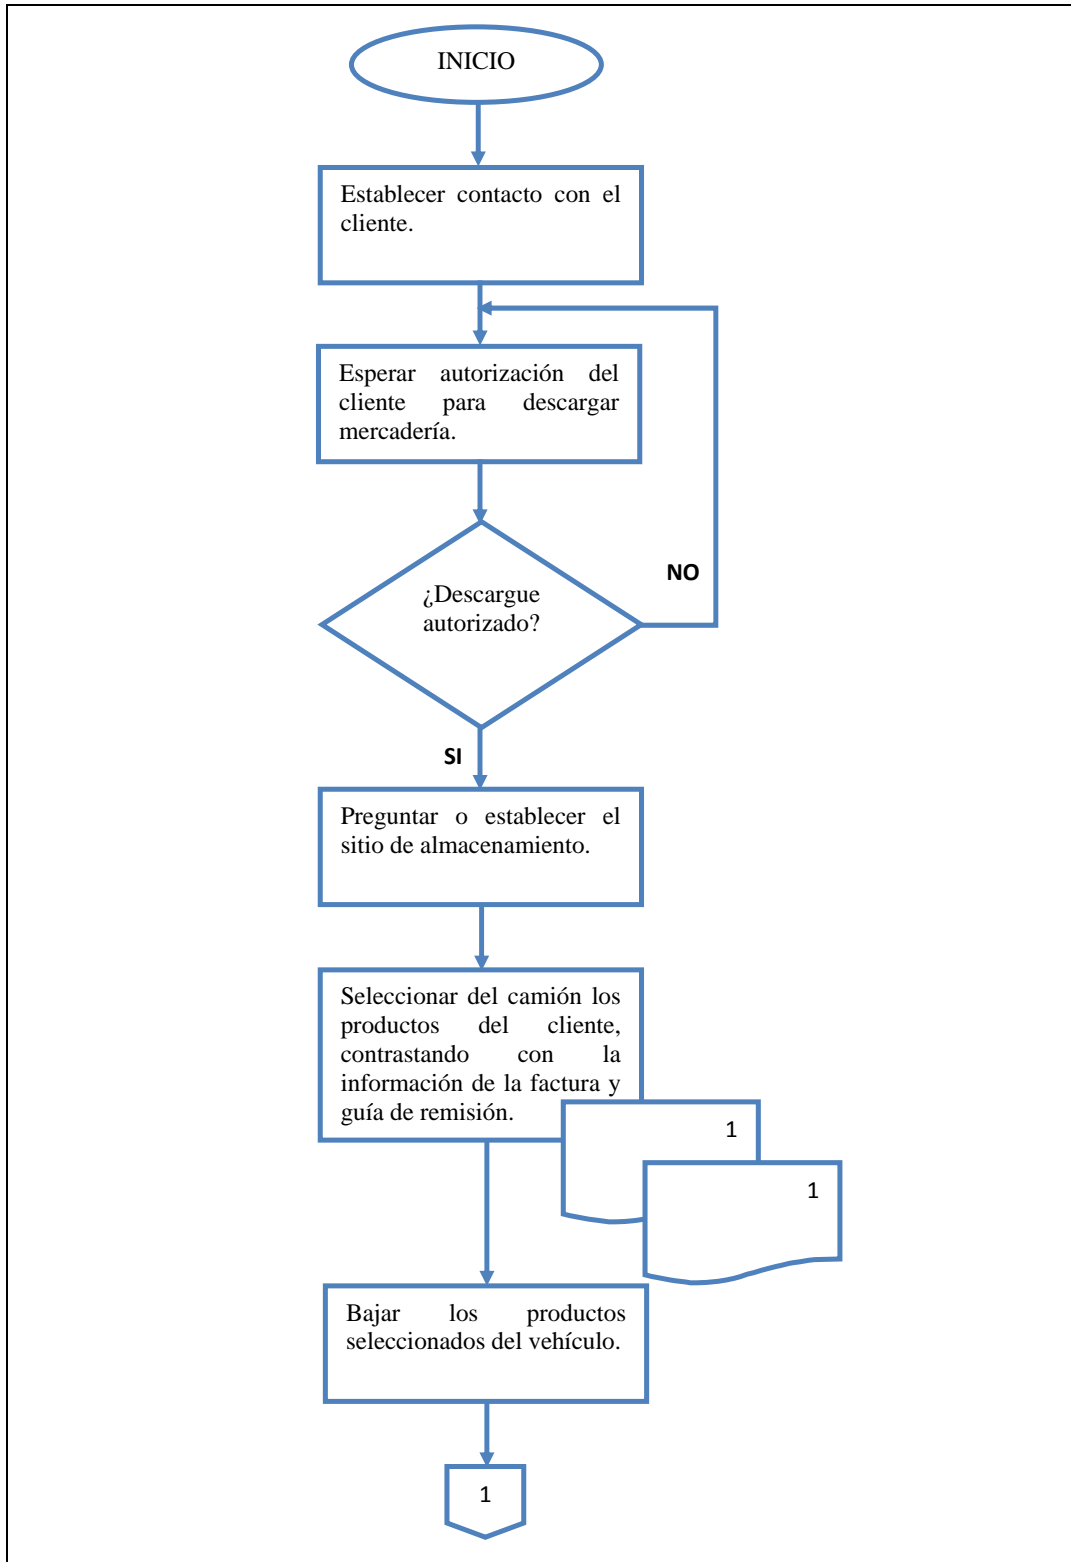 INICIO
Establecer contacto con el
cliente.
Esperar autorización del
cliente para descargar
mercadería.
NO
¿Descargue
autorizado?
SI
Preguntar o establecer el
sitio de almacenamiento.
Seleccionar del camión los
productos del cliente,
contrastando con la
información de la factura y
guía de remisión.
1
1
Bajar los productos
seleccionados del vehículo.
1